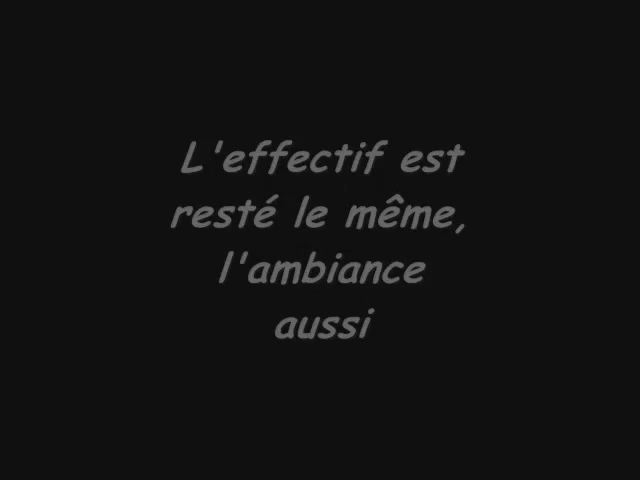 L'effectif est
resté le même,
l'ambiance
aussi